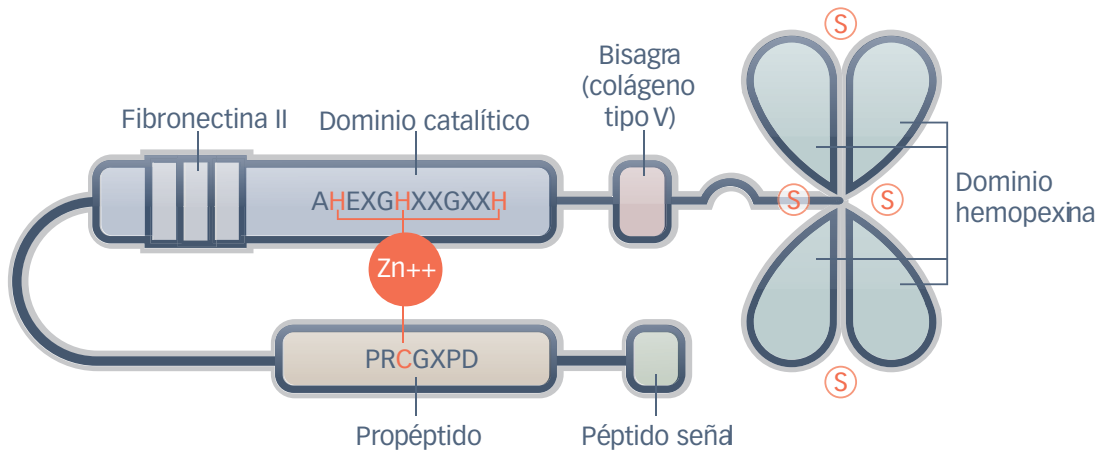 S
Bisagra
(colágeno
tipo V)
Fibronectina II
Dominio catalítico
AHEXGHXXGXXH
S
S
Dominio
hemopexina
Zn++
PRCGXPD
S
Propéptido
Péptido señal